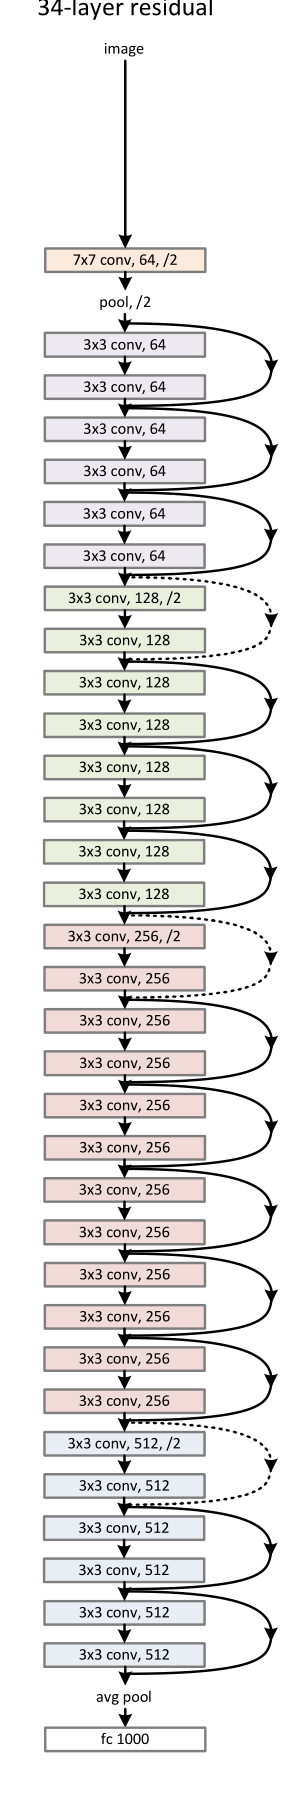 34-layer residual
image
7x7 conv, 64, /2
pool, /2
3x3 conv, 64
3x3 conv, 64
3x3 conv, 64
3x3 conv, 64
3x3 conv, 64
3x3 conv, 64
3x3 conv, 128, /2
3x3 conv, 128
3x3 conv, 128
3x3 conv, 128
3x3 conv, 128
3x3 conv, 128
3x3 conv, 128
3x3 conv, 128
3x3 conv, 256, /2
3x3 conv, 256
3x3 conv, 256
3x3 conv, 256
3x3 conv, 256
3x3 conv, 256
3x3 conv, 256
3x3 conv, 256
3x3 conv, 256
3x3 conv, 256
3x3 conv, 256
3x3 conv, 256
3x3 conv, 512, /2
3x3 conv, 512
3x3 conv, 512
3x3 conv, 512
3x3 conv, 512
3x3 conv, 512
avg pool
fc 1000